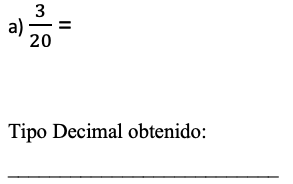 a) 3/20 =
Tipo Decimal obtenido: